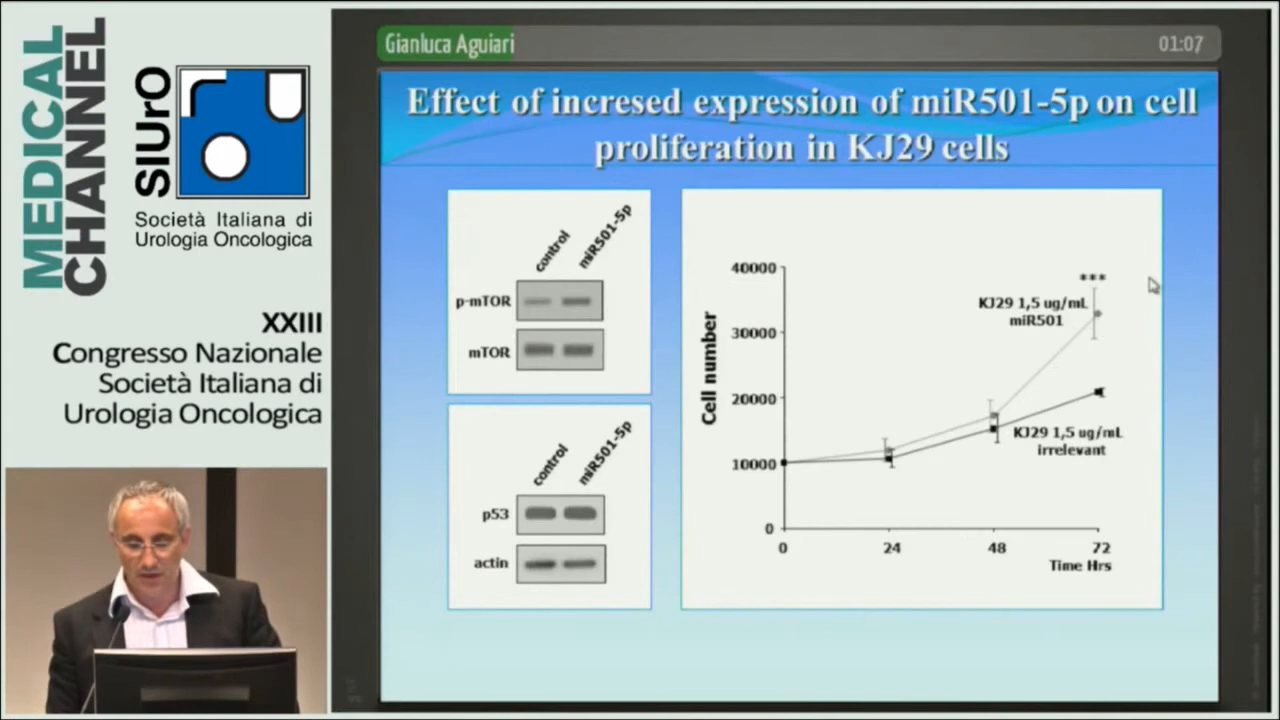 MEDICAL
CHANNEL
SIUrO
Società Italiana di
Urologia Oncologica
XXIII
Congresso Nazionale
Società Italiana di
Urologia Oncologica
Gianluca Aguiari
01:07
Effect of incresed expression of miR501-5p on cell
proliferation in KJ29 cells
control
miR501-5p
p-mTOR
mTOR
control
miR501-5p
p53
actin
Cell number
40000
30000
20000
10000
0
0
24
48
72
Time Hrs
***
KJ29 1,5 ug/mL
miR501
KJ29 1,5 ug/mL
irrelevant